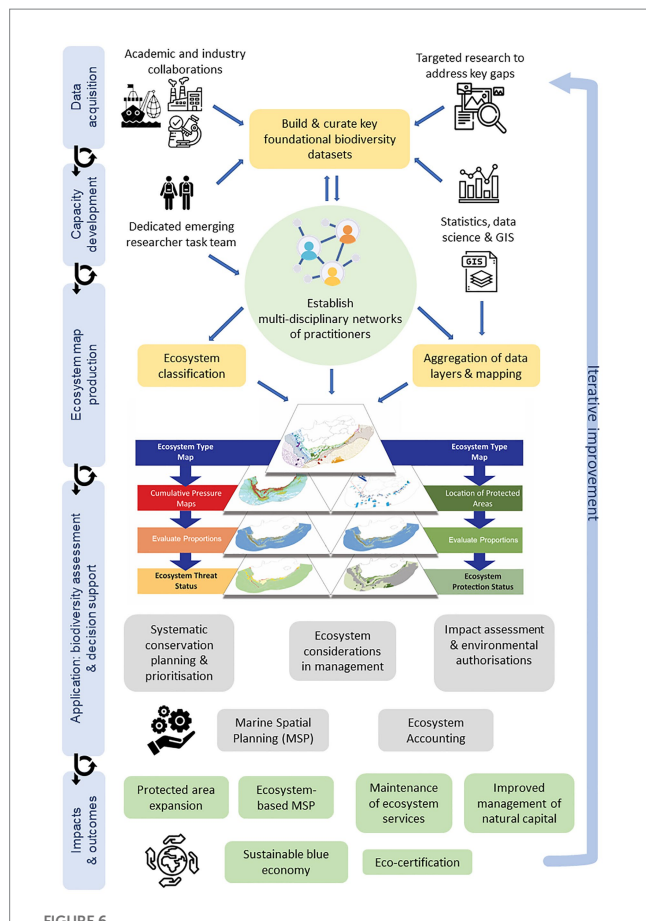 Data
acquisition
Academic and industry
collaborations
Targeted research to
address key gaps
Build & curate key
foundational biodiversity
datasets
Capacity
development
Dedicated emerging
researcher task team
Statistics, data
science & GIS
GIS
Establish
multi-disciplinary networks
of practitioners
Ecosystem map
production
Ecosystem
classification
Aggregation of data
layers & mapping
Iterative improvement
Ecosystem Type
Map
Ecosystem Type
Map
Cumulative Pressure
Maps
Location of Protected
Areas
Evaluate Proportions
Evaluate Proportions
Ecosystem Threat
Status
Ecosystem
Protection Status
Application: biodiversity assessment
& decision support
Systematic
conservation
planning &
prioritisation
Ecosystem
considerations
in management
Impact assessment
& environmental
authorisations
Marine Spatial
Planning (MSP)
Ecosystem
Accounting
Impacts
& outcomes
Protected area
expansion
Ecosystem-
based MSP
Maintenance
of ecosystem
services
Improved
management of
natural capital
Sustainable blue
economy
Eco-certification
FIGURE 6